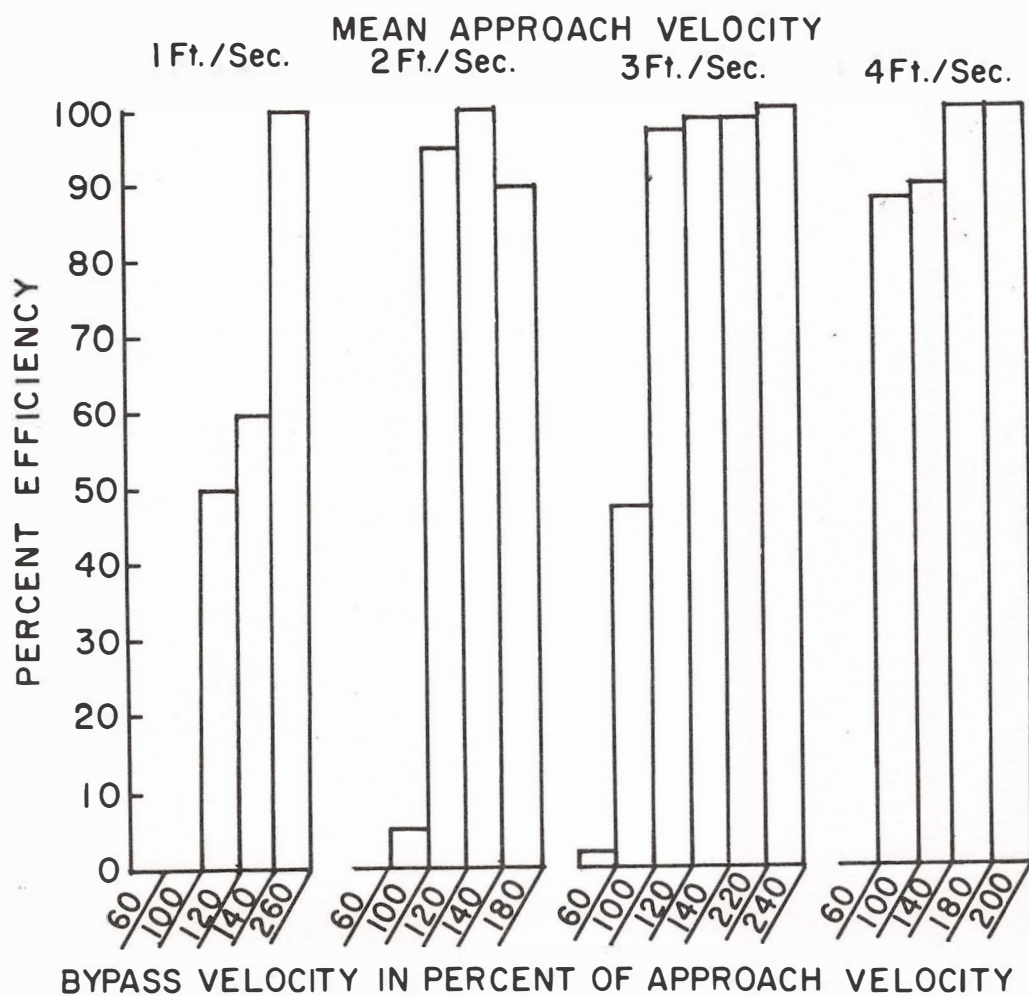 MEAN APPROACH VELOCITY
1 Ft./Sec. 2 Ft./Sec. 3 Ft./Sec. 4 Ft./Sec.
PERCENT EFFICIENCY
100
90
80
70
60
50
40
30
20
10
0
60 100 120 140 260 60 100 120 140 180 60 100 120 140 220 240 60 100 140 180 200
BYPASS VELOCITY IN PERCENT OF APPROACH VELOCITY